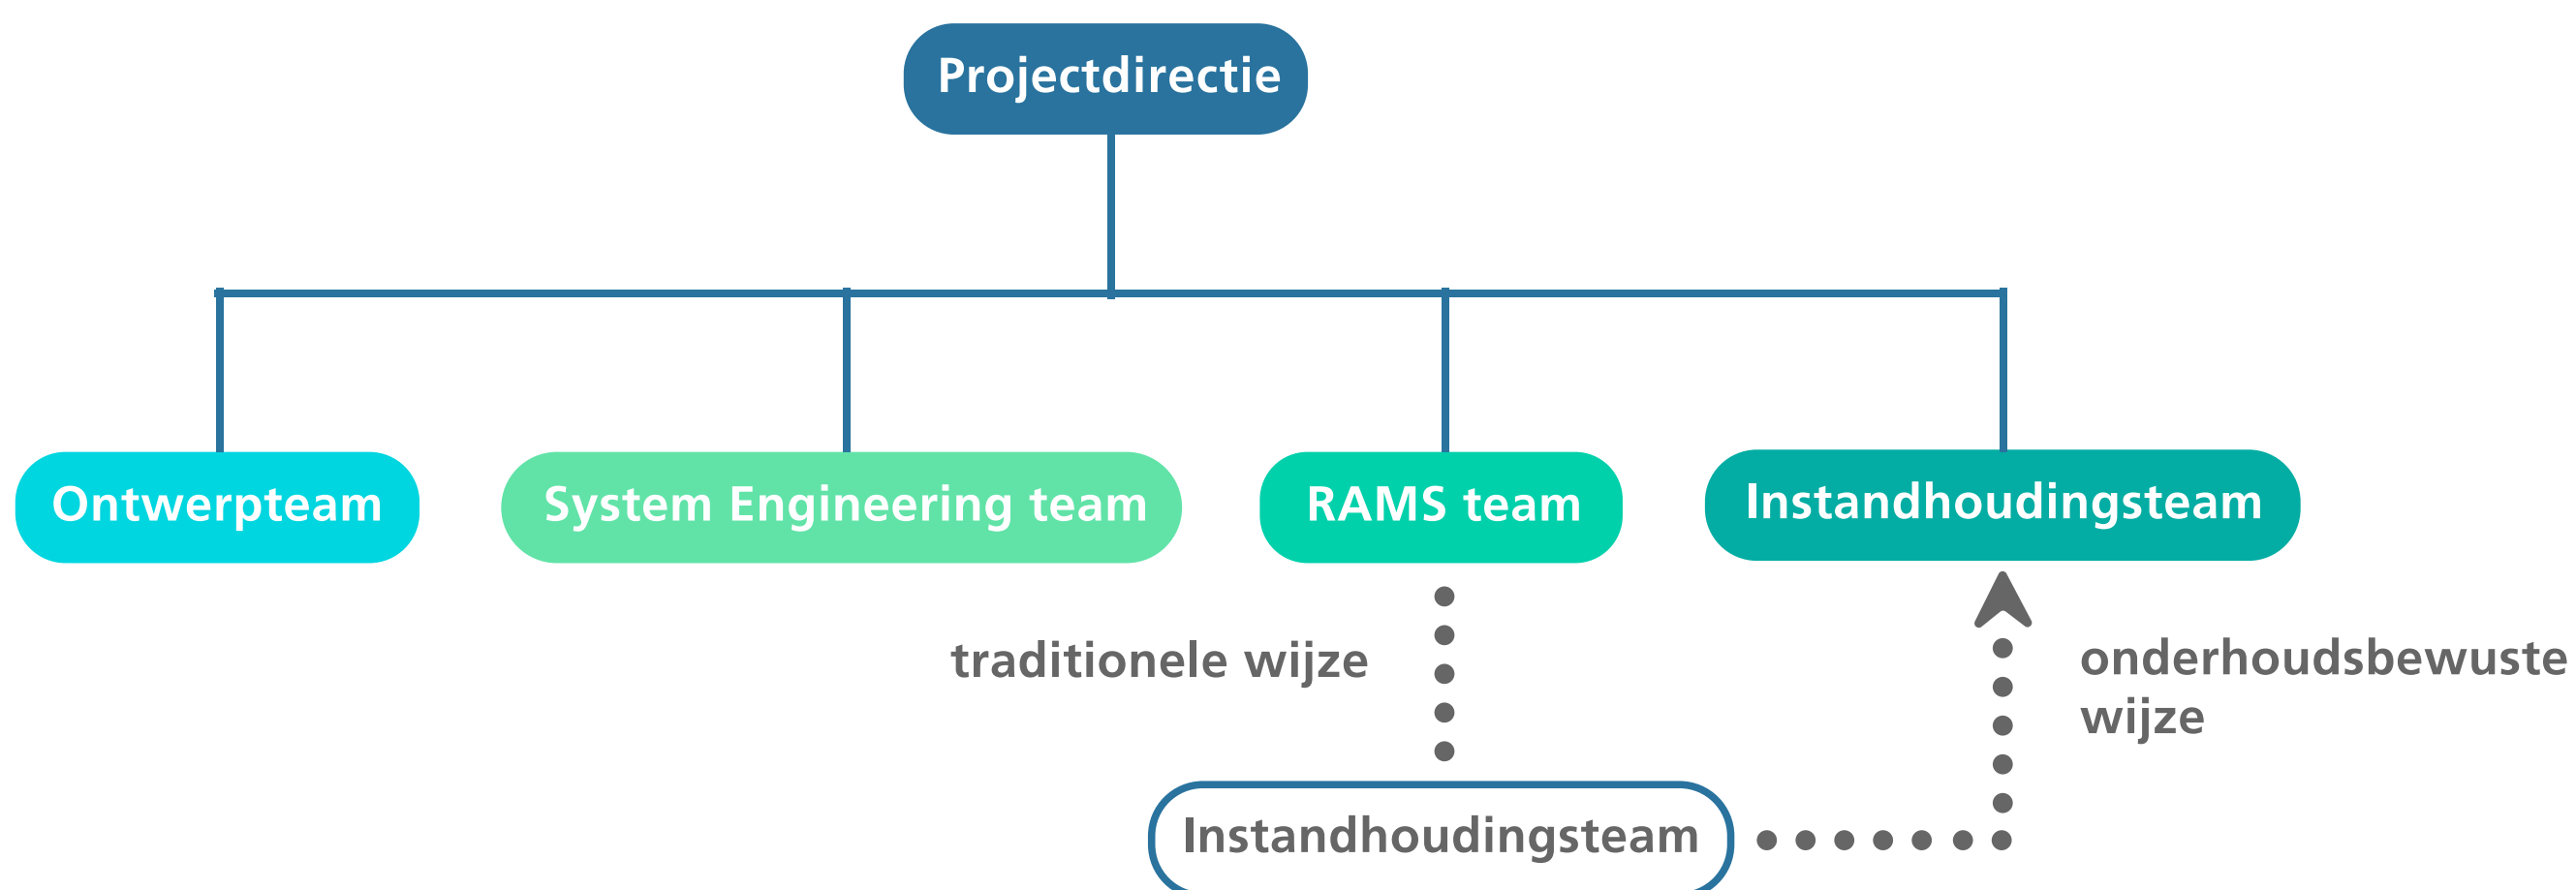 Projectdirectie
Ontwerpteam
System Engineering team
RAMS team
Instandhoudingsteam
traditionele wijze
onderhoudsbewuste
wijze
Instandhoudingsteam